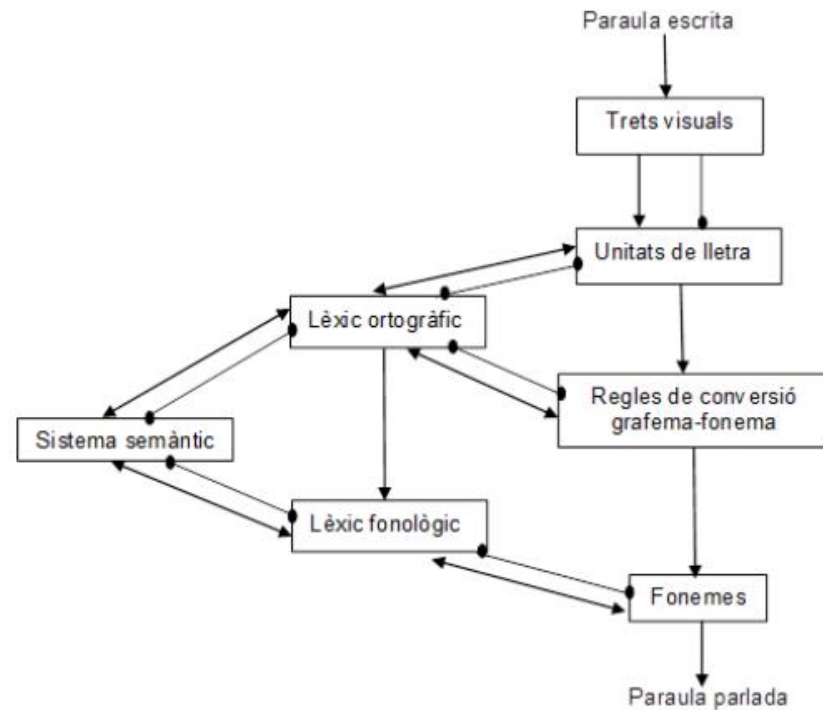 Paraula escrita
Trets visuals
Unitats de lletra
Lèxic ortogràfic
Regles de conversió
grafema-fonema
Sistema semàntic
Lèxic fonològic
Fonemes
Paraula parlada